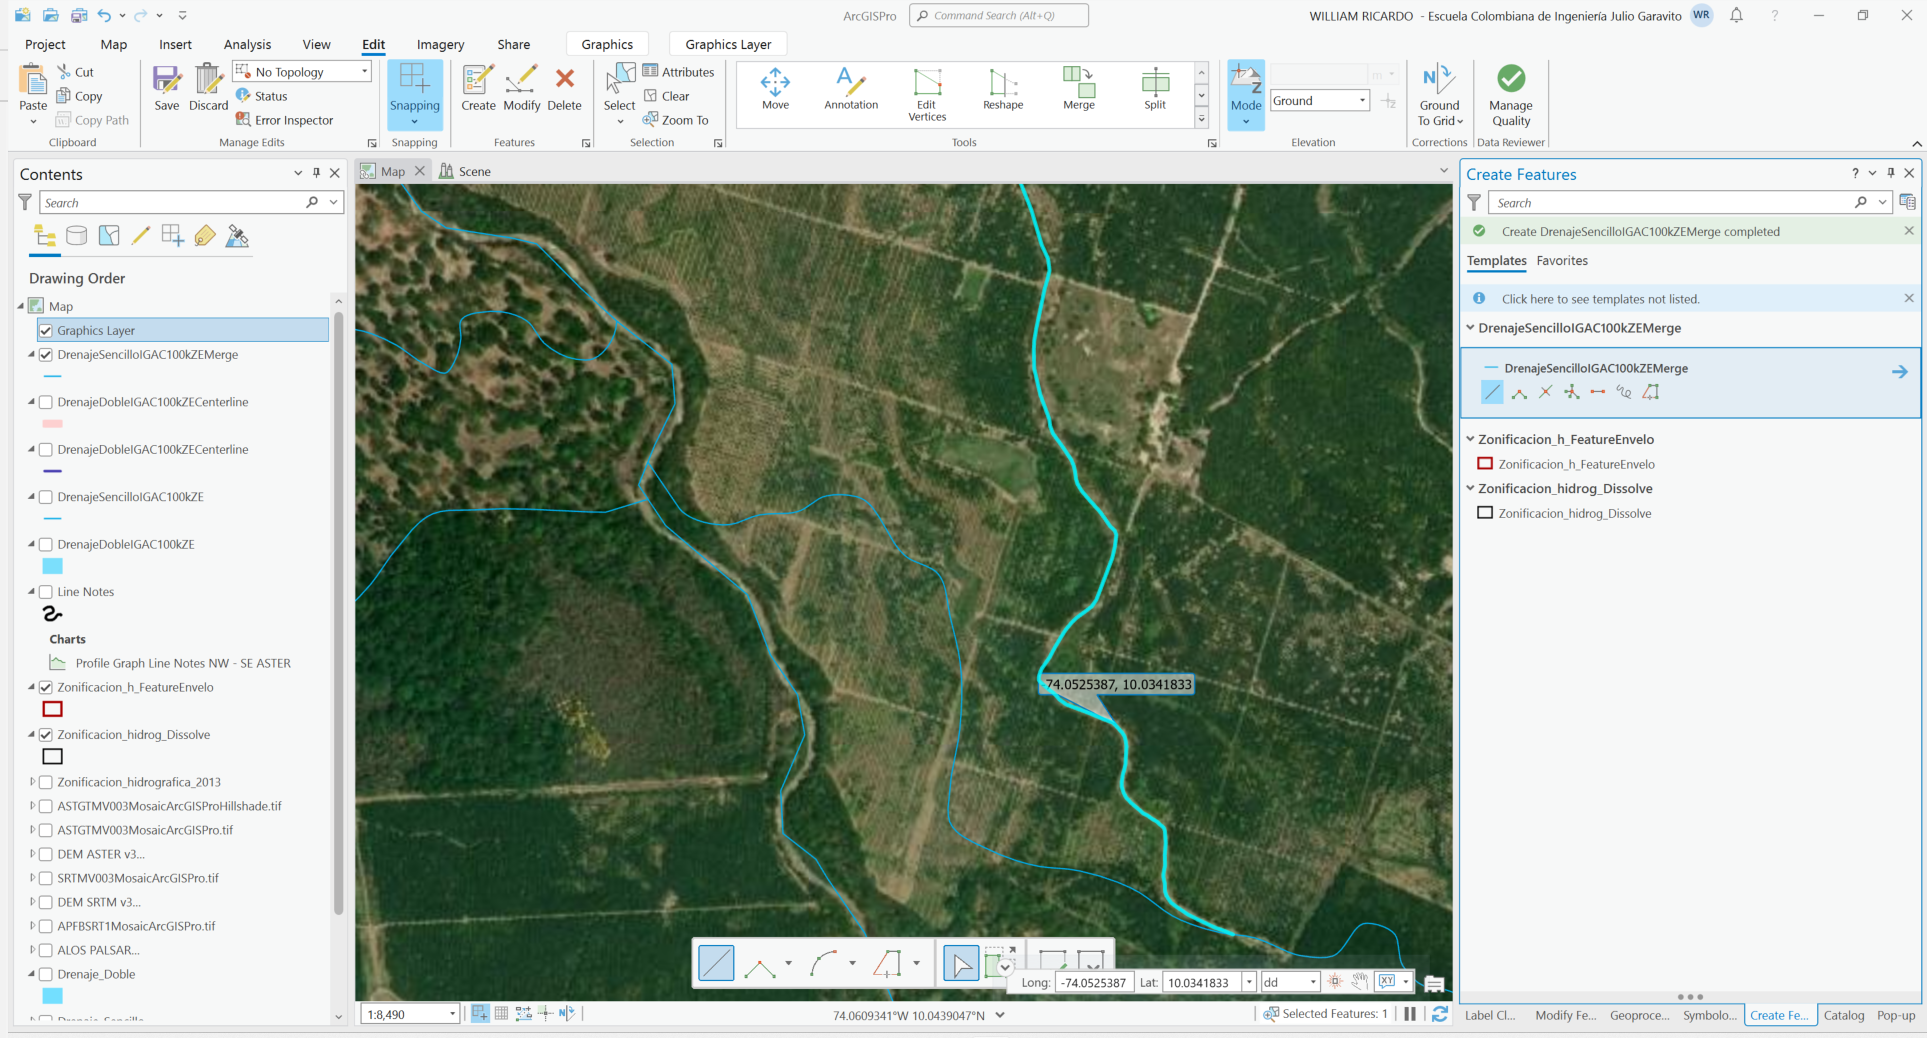 ArcGISPro
Command Search (Alt+Q)
WILLIAM RICARDO - Escuela Colombiana de Ingeniería Julio Garavito
WR
?
Project
Map
Insert
Analysis
View
Edit
Imagery
Share
Graphics
Graphics Layer
Paste
Cut
Copy
Copy Path
Clipboard
Save
Discard
No Topology
Status
Error Inspector
Manage Edits
Snapping
Snapping
Create
Modify
Delete
Features
Select
Attributes
Clear
Zoom To
Selection
Move
Annotation
Edit
Vertices
Reshape
Merge
Split
Tools
Mode
Ground
m
Elevation
Ground
To Grid
Corrections
Manage
Quality
Data Reviewer
Contents
Search
Drawing Order
Map
Graphics Layer
DrenajeSencilloIGAC100kZEMerge
DrenajeDobleIGAC100kZECenterline
DrenajeDobleIGAC100kZECenterline
DrenajeSencilloIGAC100kZE
DrenajeDobleIGAC100kZE
Line Notes
Charts
Profile Graph Line Notes NW - SE ASTER
Zonificacion_h_FeatureEnvelo
Zonificacion_hidrog_Dissolve
Zonificacion_hidrografica_2013
ASTGTMV003MosaicArcGISProHillshade.tif
ASTGTMV003MosaicArcGISPro.tif
DEM ASTER v3...
SRTMV003MosaicArcGISPro.tif
DEM SRTM v3...
APFBSRT1MosaicArcGISPro.tif
ALOS PALSAR...
Drenaje_Doble
Map
Scene
-74.0525387, 10.0341833
Long: -74.0525387 Lat: 10.0341833 dd
XY
1:8,490
74.0609341°W 10.0439047°N
Selected Features: 1
Create Features
?
Search
Create DrenajeSencilloIGAC100kZEMerge completed
Templates Favorites
Click here to see templates not listed.
DrenajeSencilloIGAC100kZEMerge
DrenajeSencilloIGAC100kZEMerge
Zonificacion_h_FeatureEnvelo
Zonificacion_h_FeatureEnvelo
Zonificacion_hidrog_Dissolve
Zonificacion_hidrog_Dissolve
Label Cl... Modify Fe... Geoproce... Symbolo... Create Fe... Catalog Pop-up